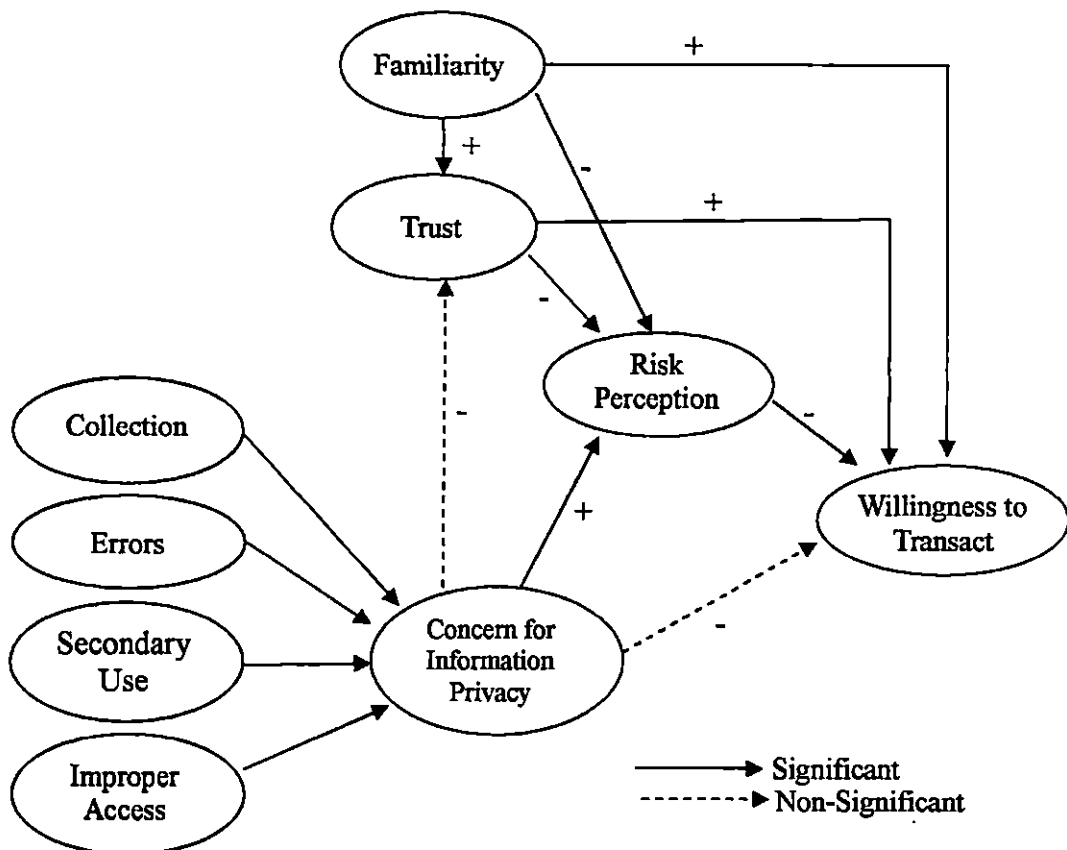 Familiarity
+
+
-
Trust
+
-
Risk
Perception
-
-
Collection
+
Willingness to
Transact
Errors
-
Concern for
Information
Privacy
Secondary
Use
Improper
Access
Significant
Non-Significant